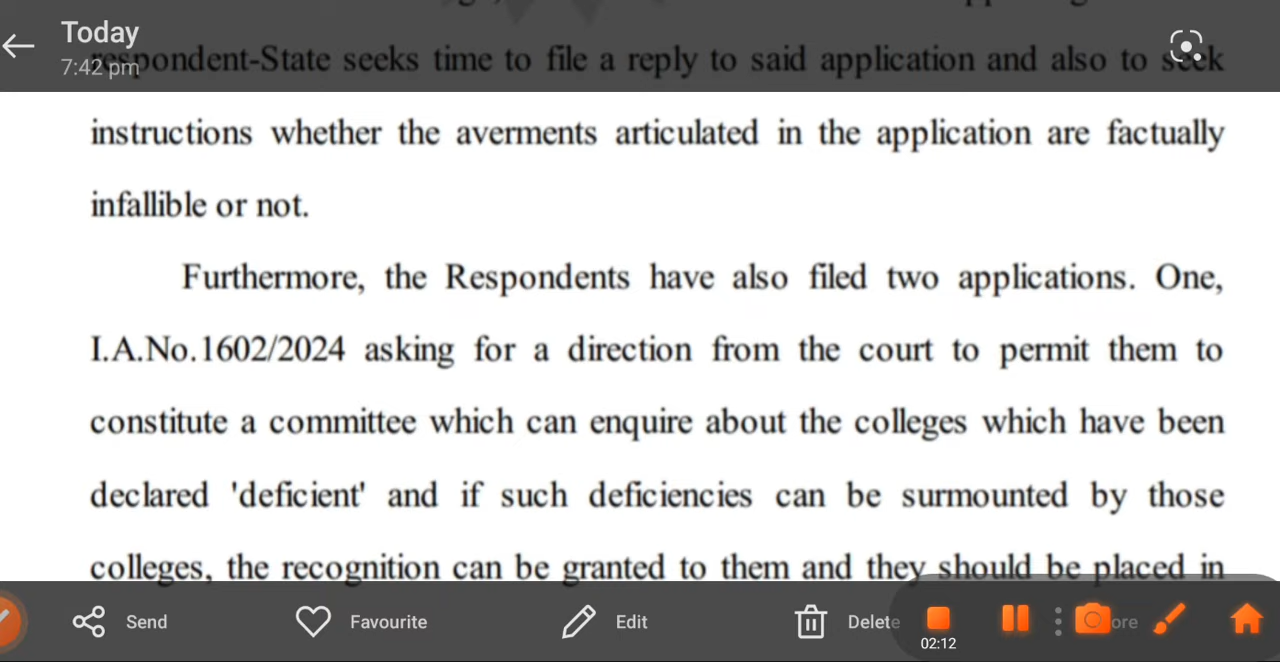 Today
7:42 pm
respondent-State seeks time to file a reply to said application and also to seek
instructions whether the averments articulated in the application are factually
infallible or not.
Furthermore, the Respondents have also filed two applications. One,
I.A.No.1602/2024 asking for a direction from the court to permit them to
constitute a committee which can enquire about the colleges which have been
declared 'deficient' and if such deficiencies can be surmounted by those
colleges, the recognition can be granted to them and they should be placed in
Send Favourite Edit Delete
02:12